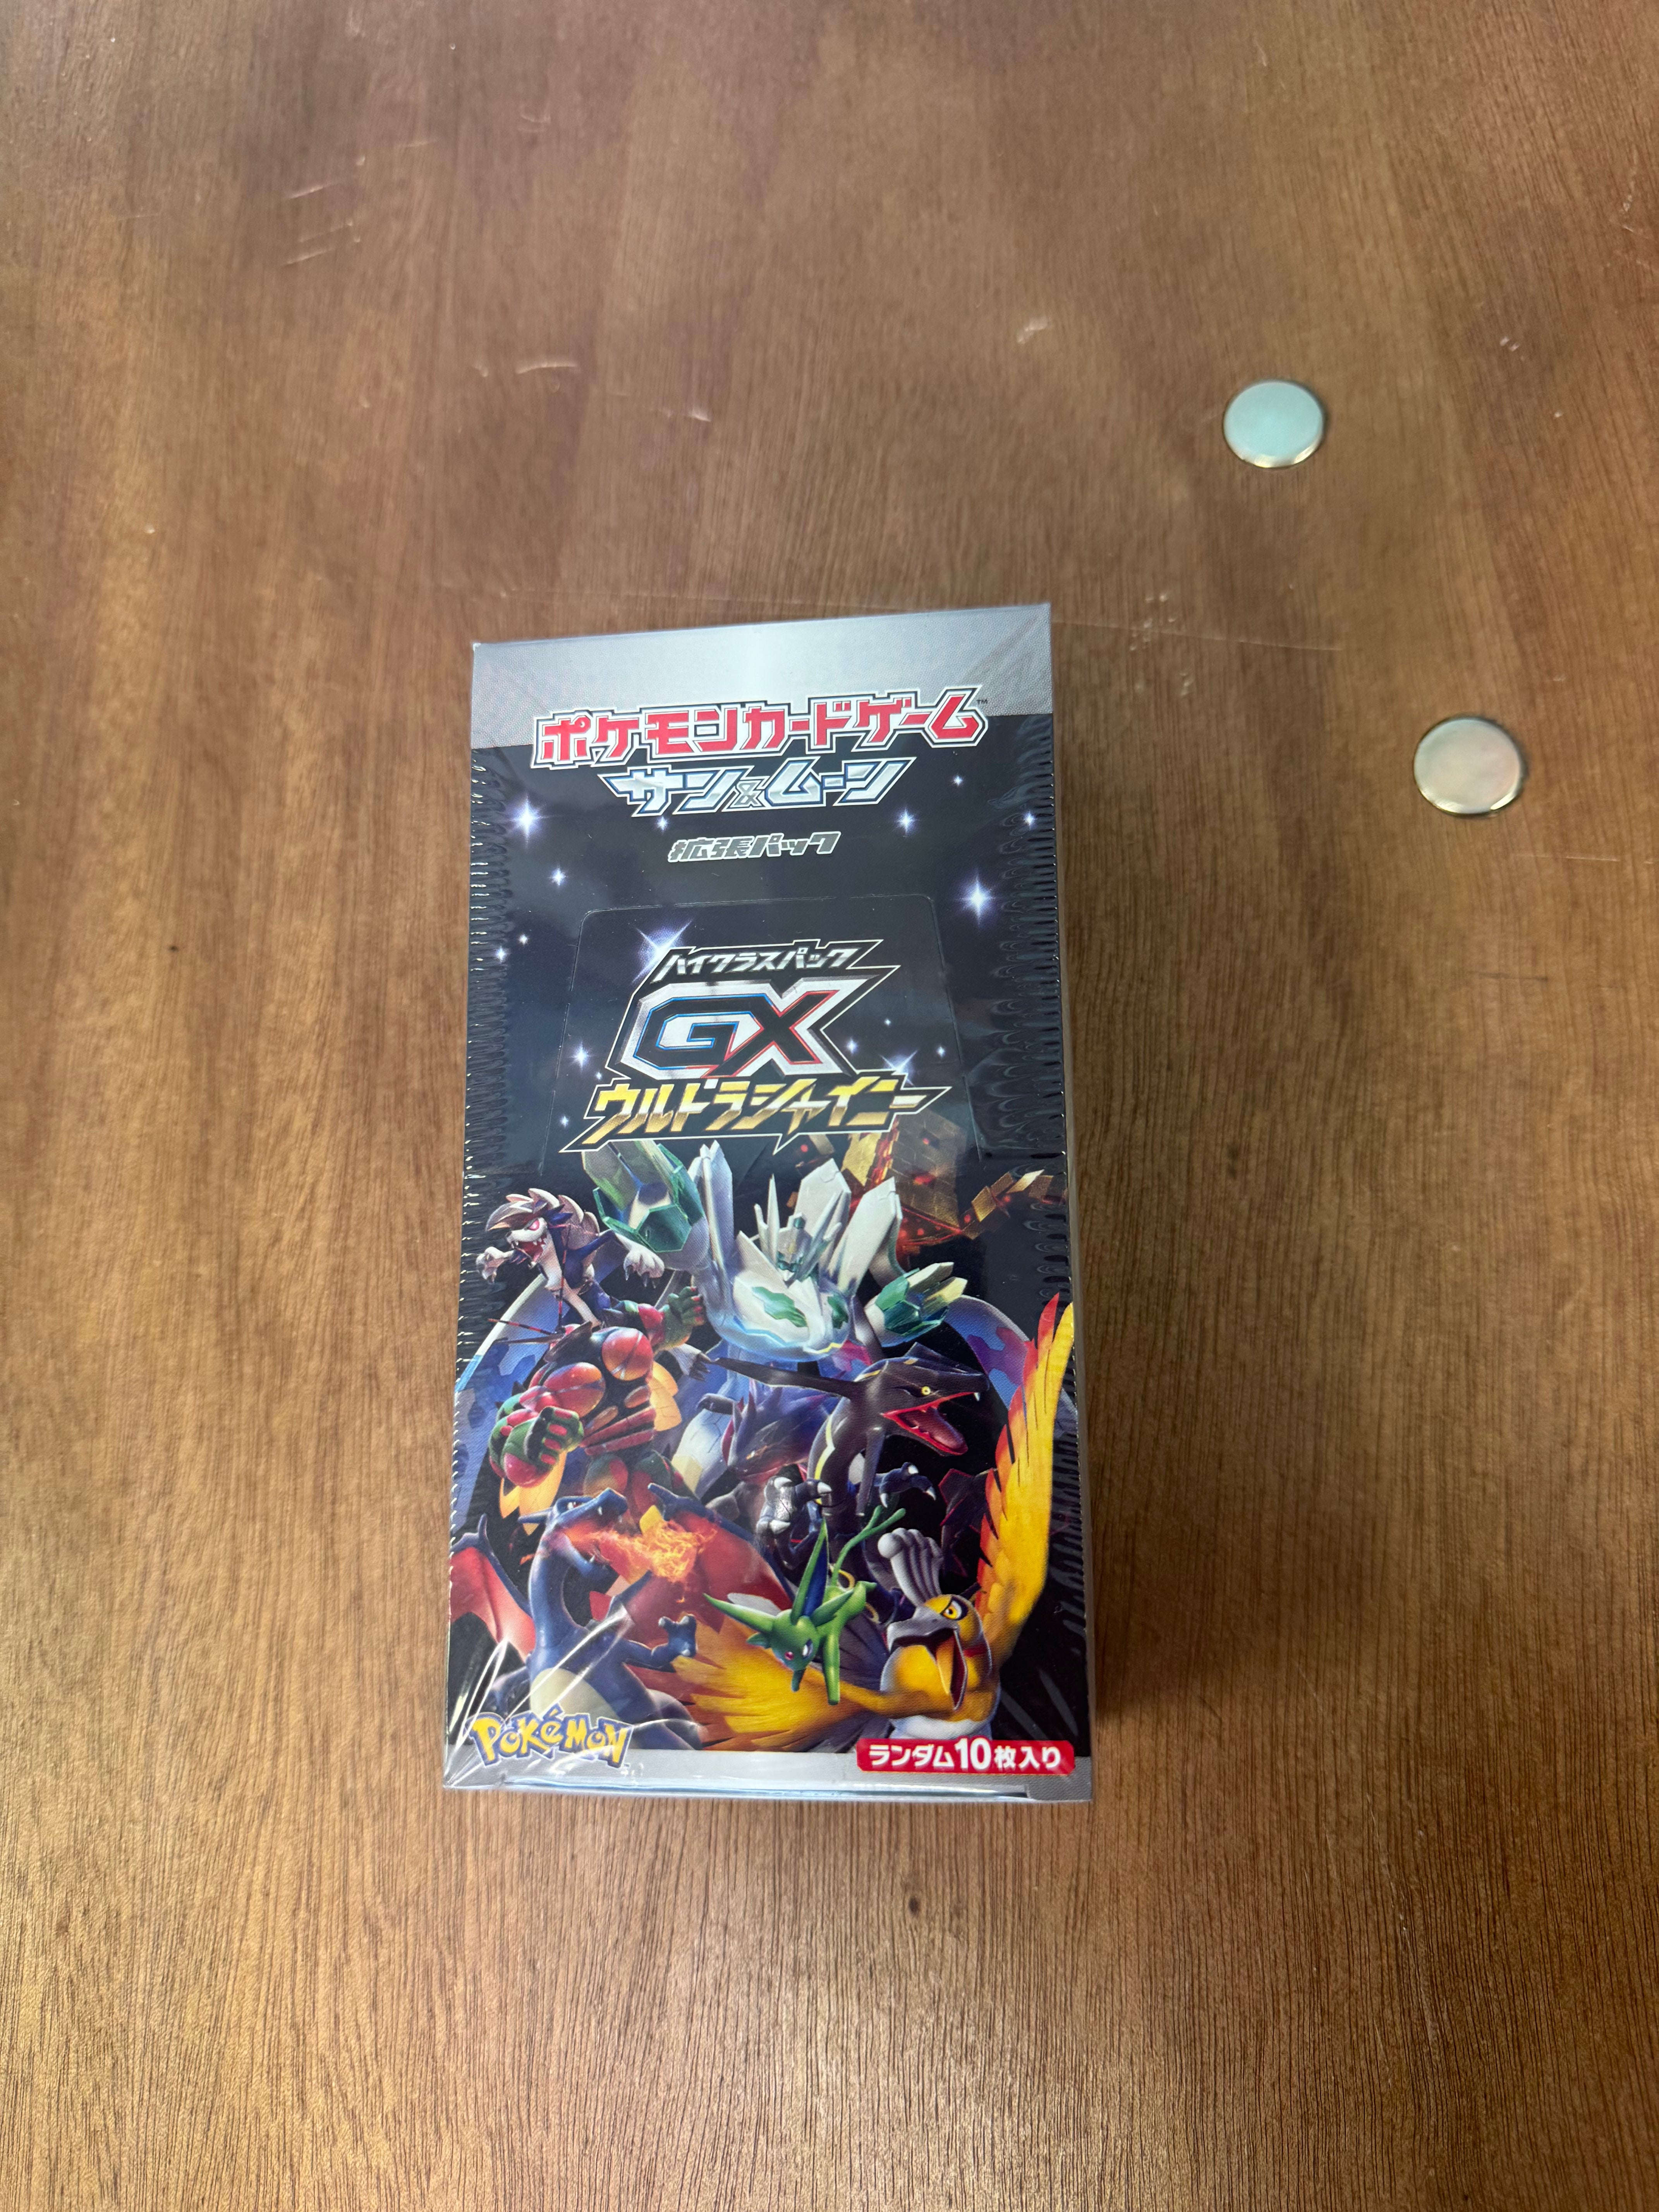 ポケモンカードゲーム™
サン&ムーン
拡張パック
ハイクラスパック
GX
ウルトラシャイニー
Pokémon
ランダム10枚入り